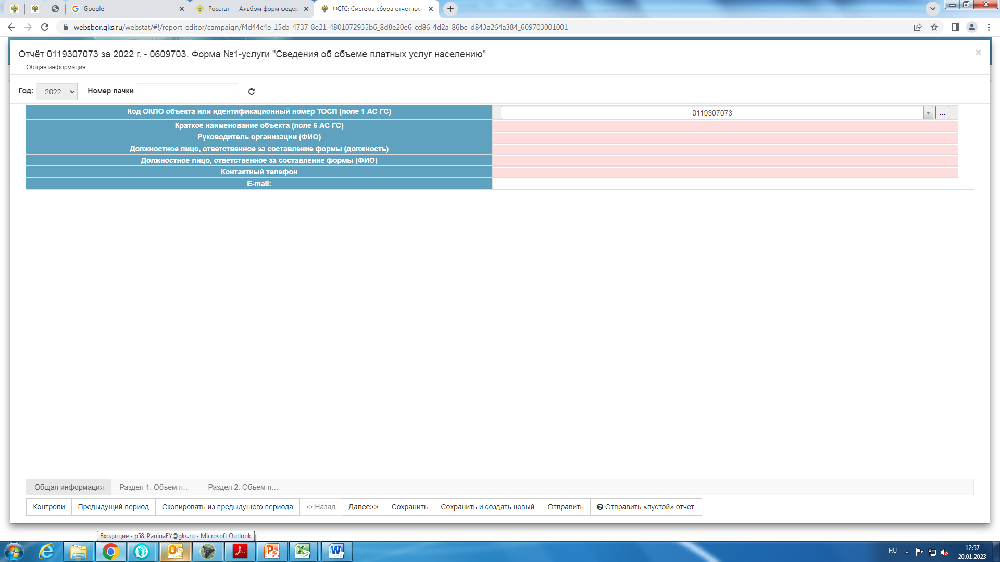 Google
Росстат — Альбом форм федер
ФСГС: Система сбора отчетност
websbor.gks.ru/webstat/#!/report-editor/campaign/f4d44c4e-15cb-4737-8e21-4801072935b6_8d8e20e6-cd86-4d2a-86be-d843a264a384_609703001001
Отчёт 0119307073 за 2022 г. - 0609703, Форма №1-услуги "Сведения об объеме платных услуг населению"
Общая информация
Год: 2022 Номер пачки
Код ОКПО объекта или идентификационный номер ТОСП (поле 1 АС ГС) 0119307073 ...
Краткое наименование объекта (поле 6 АС ГС)
Руководитель организации (ФИО)
Должностное лицо, ответственное за составление формы (должность)
Должностное лицо, ответственное за составление формы (ФИО)
Контактный телефон
E-mail:
Общая информация Раздел 1. Объем п... Раздел 2. Объем п...
Контроли Предыдущий период Скопировать из предыдущего периода <<Назад Далее>> Сохранить Сохранить и создать новый Отправить Отправить «пустой» отчет.
Входящие - p58_PaninaEY@gks.ru - Microsoft Outlook
RU
12:57
20.01.2023